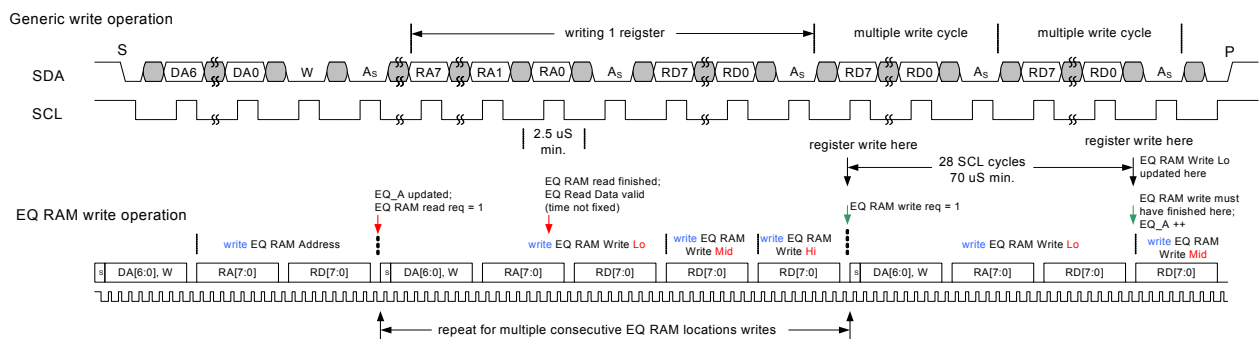 Generic write operation
writing 1 reigster
multiple write cycle
multiple write cycle
S
P
SDA
DA6
DA0
W
As
RA7
RA1
RA0
As
RD7
RD0
As
RD7
RD0
As
RD7
RD0
As
SCL
2.5 uS
min.
register write here
register write here
28 SCL cycles
70 uS min.
EQ RAM Write Lo
updated here
EQ_A updated;
EQ RAM read req = 1
EQ RAM read finished;
EQ Read Data valid
(time not fixed)
EQ RAM write req = 1
EQ RAM write must
have finished here;
EQ_A ++
EQ RAM write operation
write EQ RAM Address
write EQ RAM Write Lo
write EQ RAM
Write Mid
write EQ RAM
Write Hi
write EQ RAM Write Lo
write EQ RAM
Write Mid
s
DA[6:0], W
RA[7:0]
RD[7:0]
s
DA[6:0], W
RA[7:0]
RD[7:0]
RD[7:0]
RD[7:0]
s
DA[6:0], W
RA[7:0]
RD[7:0]
RD[7:0]
repeat for multiple consecutive EQ RAM locations writes